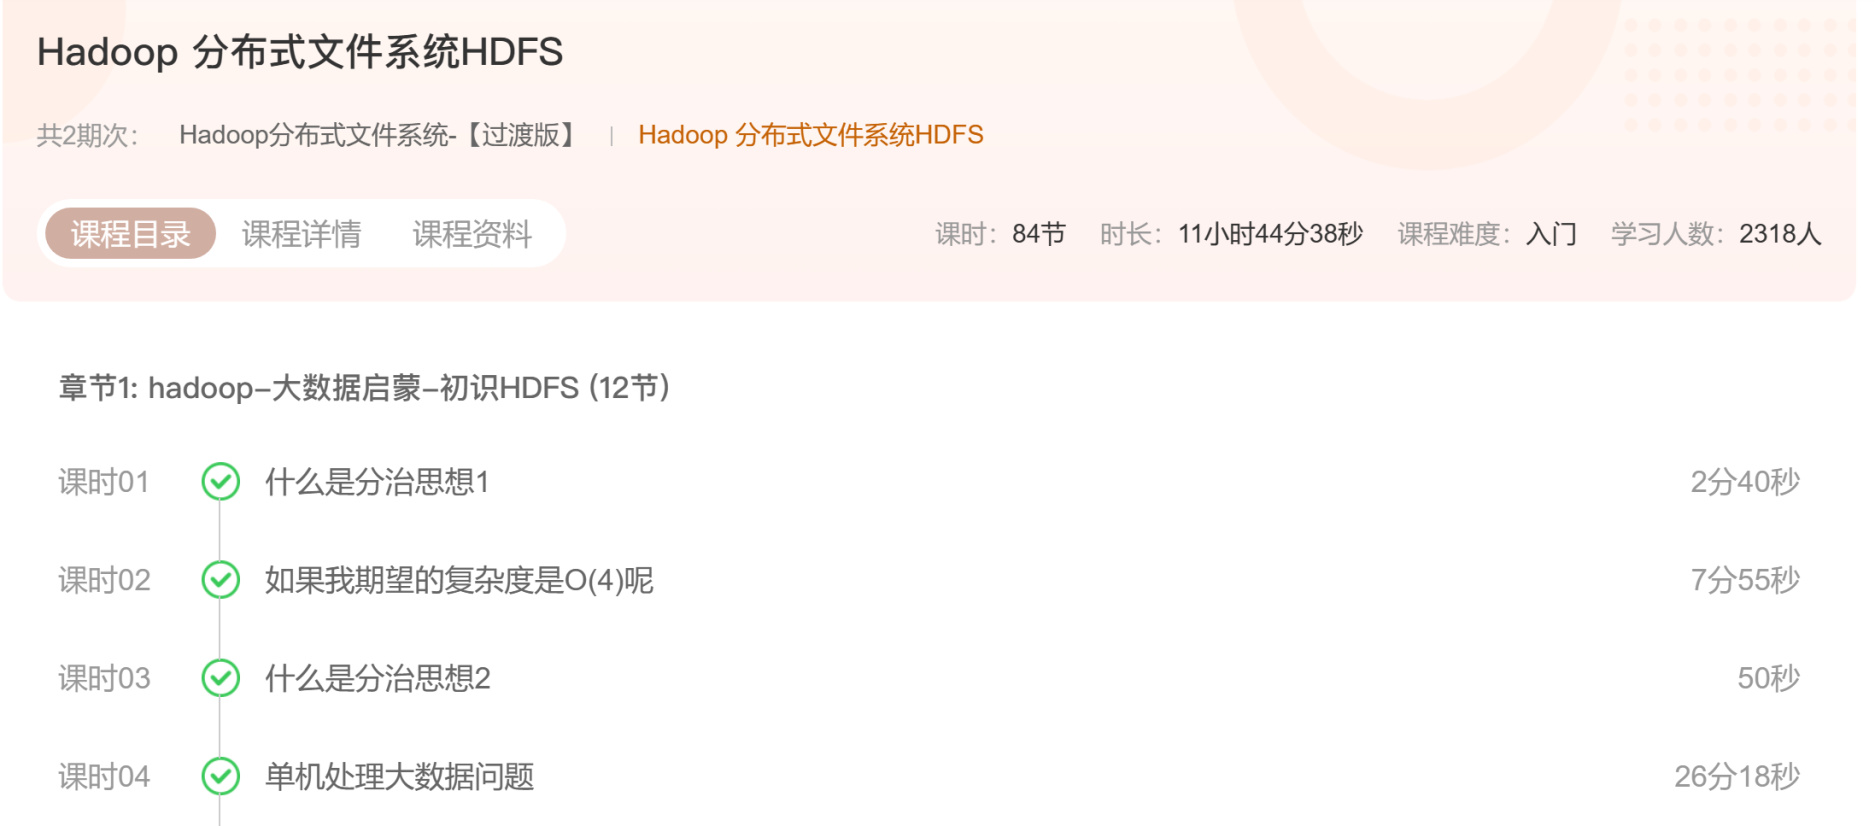 Hadoop 分布式文件系统HDFS
共2期次： Hadoop分布式文件系统-【过渡版】 | Hadoop 分布式文件系统HDFS
课程目录 课程详情 课程资料 课时：84节 时长：11小时44分38秒 课程难度：入门 学习人数：2318人
章节1: hadoop-大数据启蒙-初识HDFS (12节)
课时01 什么是分治思想1 2分40秒
课时02 如果我期望的复杂度是O(4)呢 7分55秒
课时03 什么是分治思想2 50秒
课时04 单机处理大数据问题 26分18秒